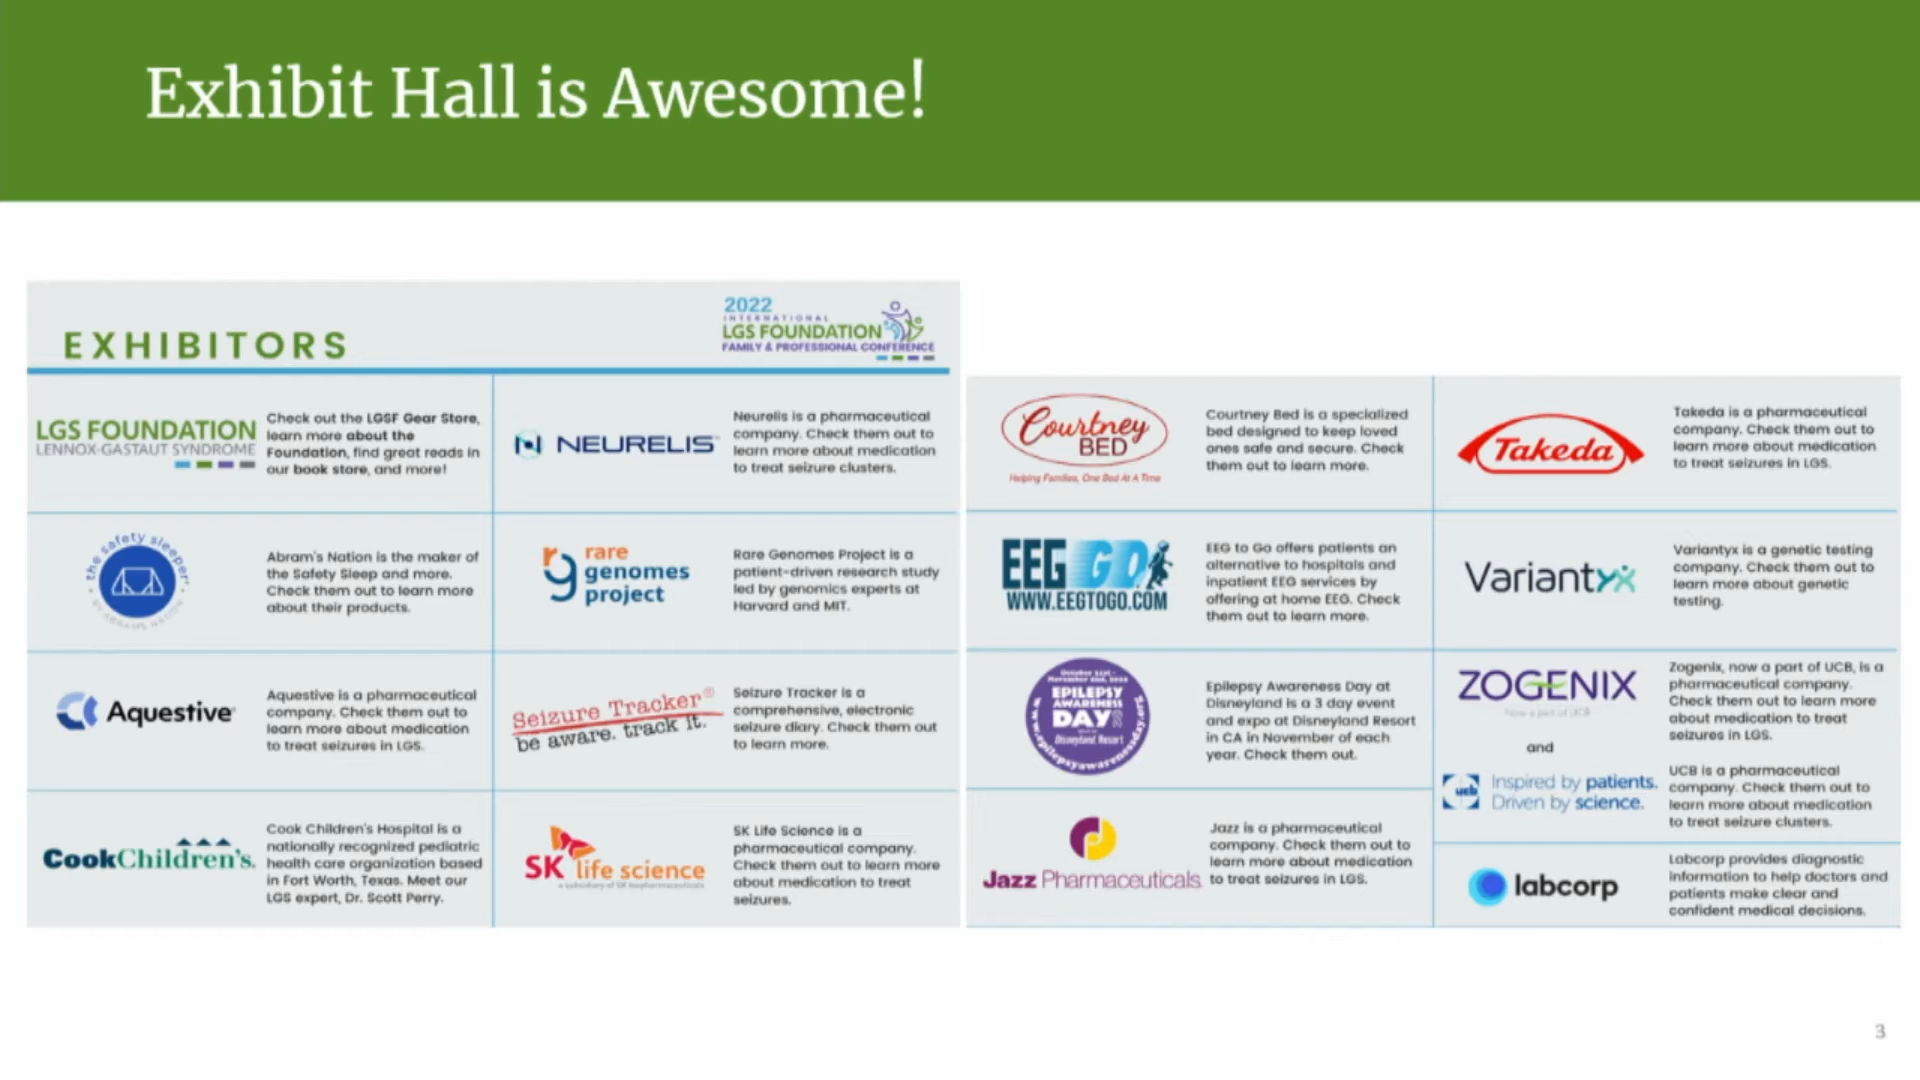 Exhibit Hall is Awesome!
EXHIBITORS
2022
INTERNATIONAL
LGS FOUNDATION
FAMILY & PROFESSIONAL CONFERENCE
LGS FOUNDATION
LENNOX-GASTAUT SYNDROME
Check out the LGSF Gear Store,
learn more about the
Foundation, find great reads in
our book store, and more!
NEURELIS
Neurelis is a pharmaceutical
company. Check them out to
learn more about medication
to treat seizure clusters.
the safety sleeper
BY ABRAMS NATION
Abram's Nation is the maker of
the Safety Sleep and more.
Check them out to learn more
about their products.
rg rare
genomes
project
Rare Genomes Project is a
patient-driven research study
led by genomics experts at
Harvard and MIT.
Aquestive
Aquestive is a pharmaceutical
company. Check them out to
learn more about medication
to treat seizures in LGS.
Seizure Tracker®
be aware. track it.
Seizure Tracker is a
comprehensive, electronic
seizure diary. Check them out
to learn more.
CookChildren's.
Cook Children's Hospital is a
nationally recognized pediatric
health care organization based
in Fort Worth, Texas. Meet our
LGS expert, Dr. Scott Perry.
SK life science
a subsidiary of SK biopharmaceuticals
SK Life Science is a
pharmaceutical company.
Check them out to learn more
about medication to treat
seizures.
Courtney
BED
Helping Families, One Bed At A Time
Courtney Bed is a specialized
bed designed to keep loved
ones safe and secure. Check
them out to learn more.
Takeda
Takeda is a pharmaceutical
company. Check them out to
learn more about medication
to treat seizures in LGS.
EEG GO
WWW.EEGTOGO.COM
EEG to Go offers patients an
alternative to hospitals and
inpatient EEG services by
offering at home EEG. Check
them out to learn more.
Variantyx
Variantyx is a genetic testing
company. Check them out to
learn more about genetic
testing.
EPILEPSY
AWARENESS
DAY
Disneyland Resort
www.epilepsyawarenessday.org
Epilepsy Awareness Day at
Disneyland is a 3 day event
and expo at Disneyland Resort
in CA in November of each
year. Check them out.
ZOGENIX
Now a part of UCB
Zogenix, now a part of UCB, is a
pharmaceutical company.
Check them out to learn more
about medication to treat
seizures in LGS.
and
ucb
Inspired by patients.
Driven by science.
UCB is a pharmaceutical
company. Check them out to
learn more about medication
to treat seizure clusters.
Jazz Pharmaceuticals
Jazz is a pharmaceutical
company. Check them out to
learn more about medication
to treat seizures in LGS.
labcorp
Labcorp provides diagnostic
information to help doctors and
patients make clear and
confident medical decisions.
3